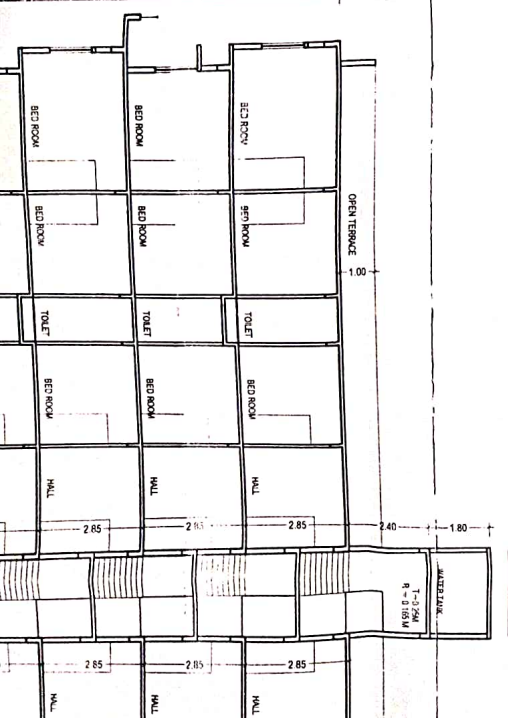 BED ROOM
BED ROOM
BED ROOM
BED ROOM
BED ROOM
BED ROOM
OPEN TERRACE
1.00
TOILET
TOILET
TOILET
BED ROOM
BED ROOM
BED ROOM
HALL
HALL
HALL
2.85
2.85
2.85
2.40
1.80
WATER TANK
T = 0.25M
R = 0.165 M
2.85
2.85
2.85
HALL
HALL
HALL